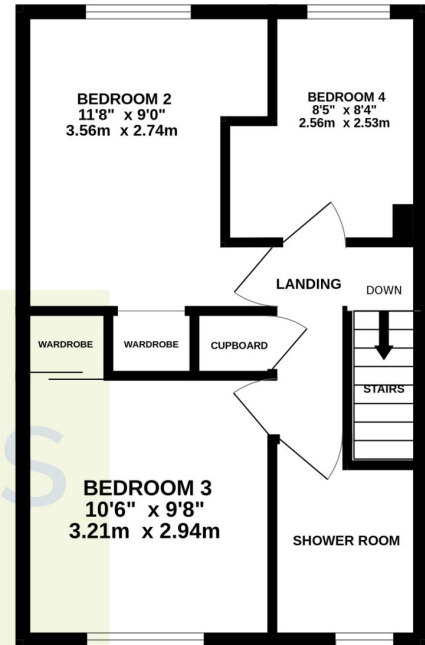 BEDROOM 2
11'8" x 9'0"
3.56m x 2.74m
BEDROOM 4
8'5" x 8'4"
2.56m x 2.53m
LANDING
DOWN
WARDROBE
WARDROBE
CUPBOARD
STAIRS
BEDROOM 3
10'6" x 9'8"
3.21m x 2.94m
SHOWER ROOM
S